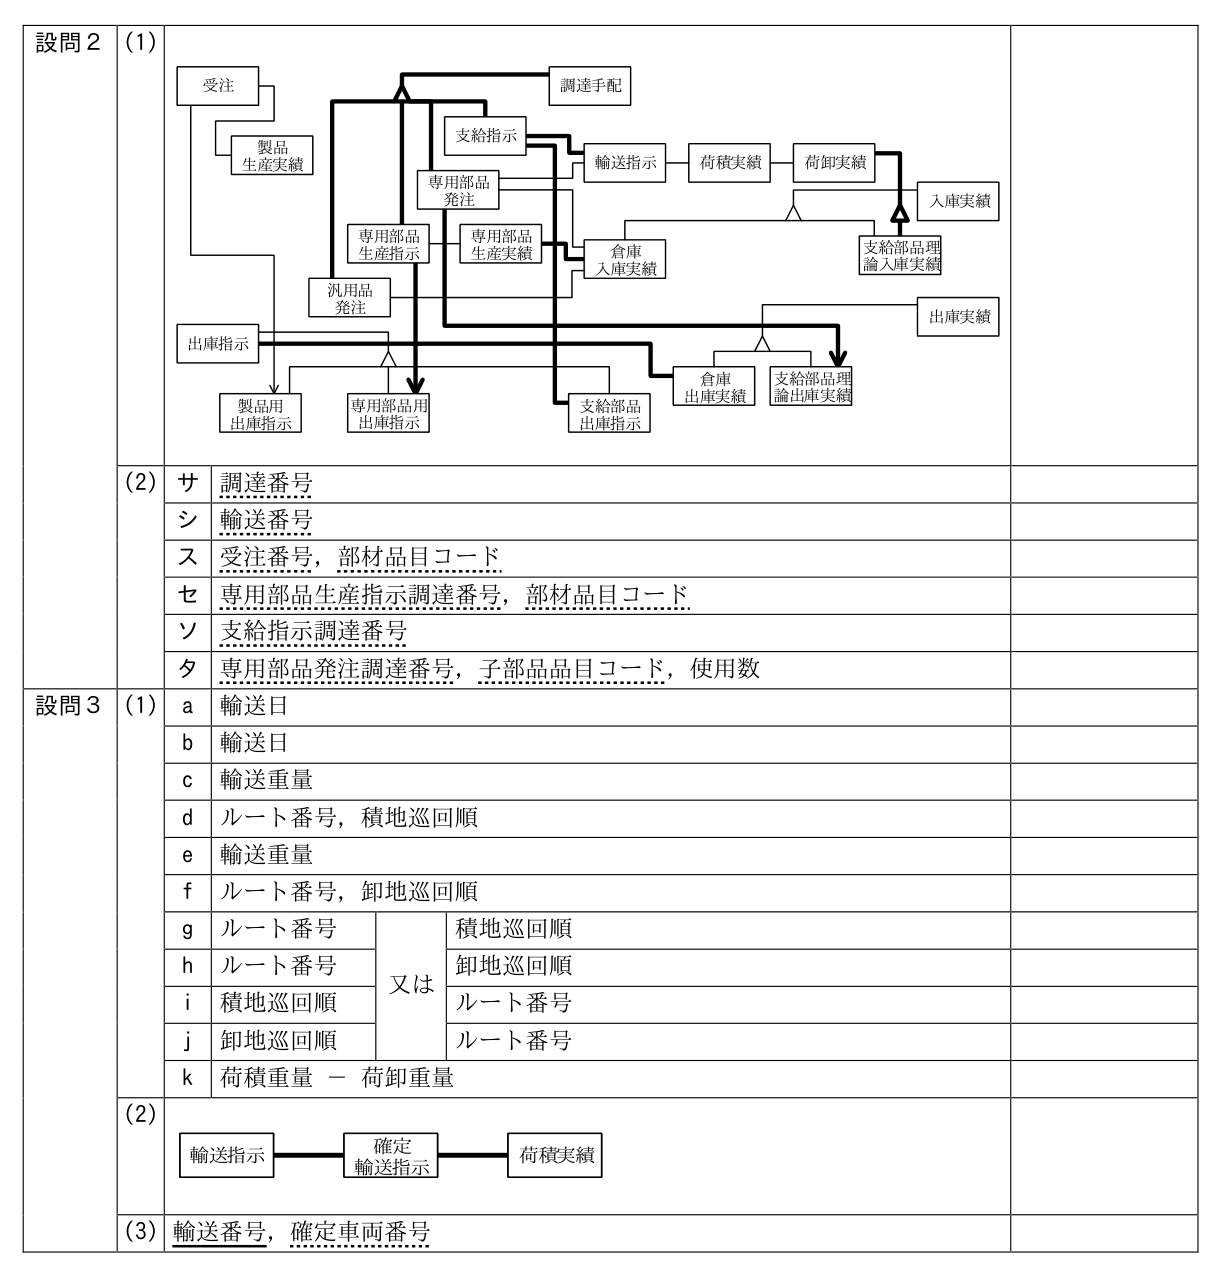 設問２
(1)
受注
調達手配
支給指示
製品
生産実績
輸送指示
荷積実績
荷卸実績
専用部品
発注
入庫実績
専用部品
生産指示
専用部品
生産実績
倉庫
入庫実績
支給部品理
論入庫実績
汎用品
発注
出庫実績
出庫指示
倉庫
出庫実績
支給部品理
論出庫実績
製品用
出庫指示
専用部品用
出庫指示
支給部品
出庫指示
(2)
サ 調達番号
シ 輸送番号
ス 受注番号，部材品目コード
セ 専用部品生産指示調達番号，部材品目コード
ソ 支給指示調達番号
タ 専用部品発注調達番号，子部品品目コード，使用数
設問３
(1)
a 輸送日
b 輸送日
c 輸送重量
d ルート番号，積地巡回順
e 輸送重量
f ルート番号，卸地巡回順
g ルート番号 積地巡回順
h ルート番号 卸地巡回順
又は
i 積地巡回順 ルート番号
j 卸地巡回順 ルート番号
k 荷積重量 － 荷卸重量
(2)
輸送指示
確定
輸送指示
荷積実績
(3) 輸送番号，確定車両番号